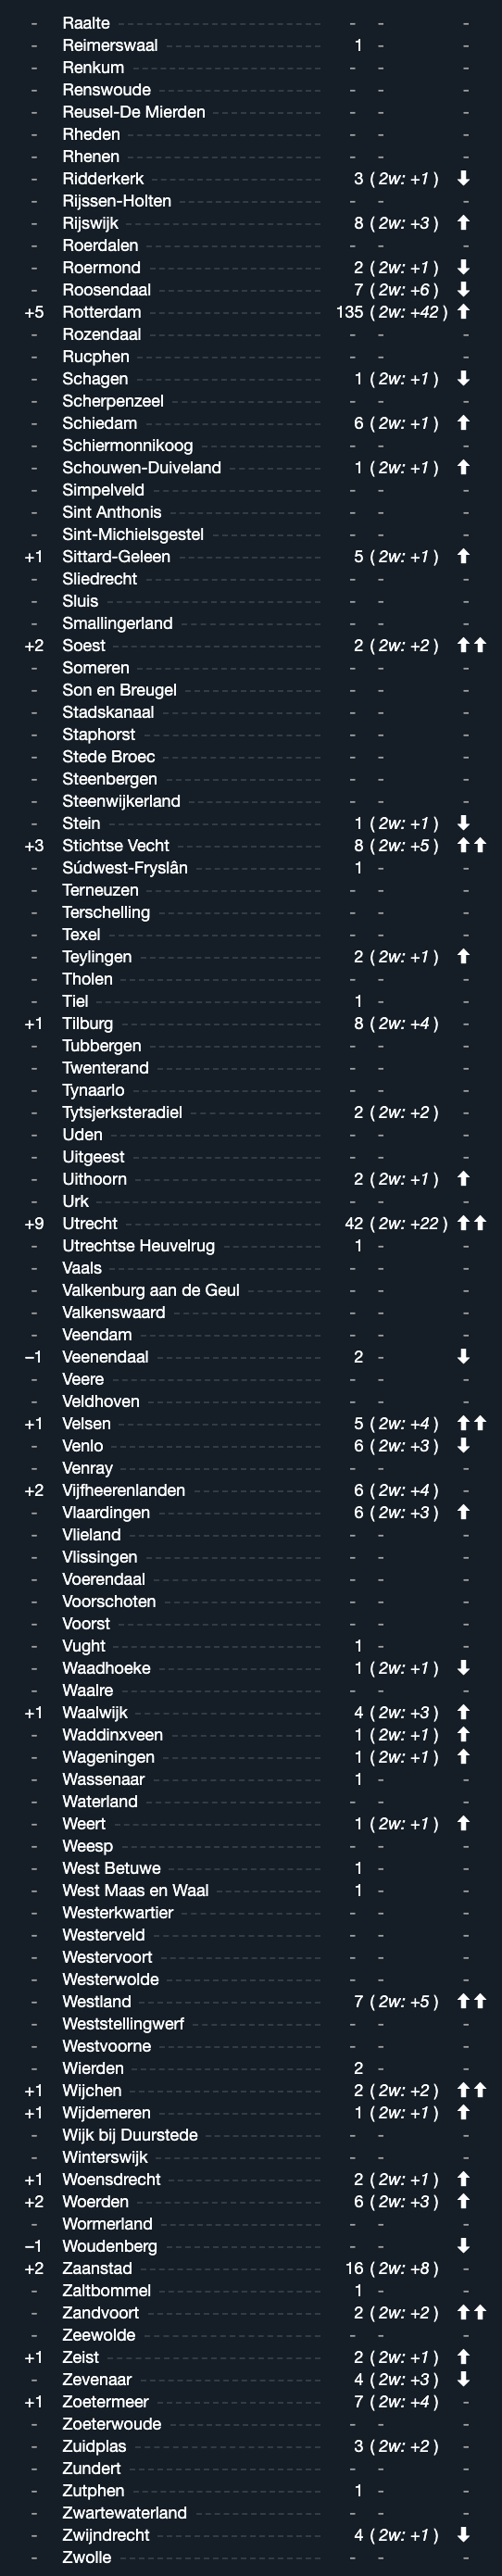 - Raalte - - -
- Reimerswaal 1 - -
- Renkum - - -
- Renswoude - - -
- Reusel-De Mierden - - -
- Rheden - - -
- Rhenen - - -
- Ridderkerk 3 ( 2w: +1 ) ⬇
- Rijssen-Holten - - -
- Rijswijk 8 ( 2w: +3 ) ⬆
- Roerdalen - - -
- Roermond 2 ( 2w: +1 ) ⬇
- Roosendaal 7 ( 2w: +6 ) ⬇
+5 Rotterdam 135 ( 2w: +42 ) ⬆
- Rozendaal - - -
- Rucphen - - -
- Schagen 1 ( 2w: +1 ) ⬇
- Scherpenzeel - - -
- Schiedam 6 ( 2w: +1 ) ⬆
- Schiermonnikoog - - -
- Schouwen-Duiveland 1 ( 2w: +1 ) ⬆
- Simpelveld - - -
- Sint Anthonis - - -
- Sint-Michielsgestel - - -
+1 Sittard-Geleen 5 ( 2w: +1 ) ⬆
- Sliedrecht - - -
- Sluis - - -
- Smallingerland - - -
+2 Soest 2 ( 2w: +2 ) ⬆⬆
- Someren - - -
- Son en Breugel - - -
- Stadskanaal - - -
- Staphorst - - -
- Stede Broec - - -
- Steenbergen - - -
- Steenwijkerland - - -
- Stein 1 ( 2w: +1 ) ⬇
+3 Stichtse Vecht 8 ( 2w: +5 ) ⬆⬆
- Súdwest-Fryslân 1 - -
- Terneuzen - - -
- Terschelling - - -
- Texel - - -
- Teylingen 2 ( 2w: +1 ) ⬆
- Tholen - - -
- Tiel 1 - -
+1 Tilburg 8 ( 2w: +4 ) -
- Tubbergen - - -
- Twenterand - - -
- Tynaarlo - - -
- Tytsjerksteradiel 2 ( 2w: +2 ) -
- Uden - - -
- Uitgeest - - -
- Uithoorn 2 ( 2w: +1 ) ⬆
- Urk - - -
+9 Utrecht 42 ( 2w: +22 ) ⬆⬆
- Utrechtse Heuvelrug 1 - -
- Vaals - - -
- Valkenburg aan de Geul - - -
- Valkenswaard - - -
- Veendam - - -
−1 Veenendaal 2 - ⬇
- Veere - - -
- Veldhoven - - -
+1 Velsen 5 ( 2w: +4 ) ⬆⬆
- Venlo 6 ( 2w: +3 ) ⬇
- Venray - - -
+2 Vijfheerenlanden 6 ( 2w: +4 ) -
- Vlaardingen 6 ( 2w: +3 ) ⬆
- Vlieland - - -
- Vlissingen - - -
- Voerendaal - - -
- Voorschoten - - -
- Voorst - - -
- Vught 1 - -
- Waadhoeke 1 ( 2w: +1 ) ⬇
- Waalre - - -
+1 Waalwijk 4 ( 2w: +3 ) ⬆
- Waddinxveen 1 ( 2w: +1 ) ⬆
- Wageningen 1 ( 2w: +1 ) ⬆
- Wassenaar 1 - -
- Waterland - - -
- Weert 1 ( 2w: +1 ) ⬆
- Weesp - - -
- West Betuwe 1 - -
- West Maas en Waal 1 - -
- Westerkwartier - - -
- Westerveld - - -
- Westervoort - - -
- Westerwolde - - -
- Westland 7 ( 2w: +5 ) ⬆⬆
- Weststellingwerf - - -
- Westvoorne - - -
- Wierden 2 - -
+1 Wijchen 2 ( 2w: +2 ) ⬆⬆
+1 Wijdemeren 1 ( 2w: +1 ) ⬆
- Wijk bij Duurstede - - -
- Winterswijk - - -
+1 Woensdrecht 2 ( 2w: +1 ) ⬆
+2 Woerden 6 ( 2w: +3 ) ⬆
- Wormerland - - -
−1 Woudenberg - - ⬇
+2 Zaanstad 16 ( 2w: +8 ) -
- Zaltbommel 1 - -
- Zandvoort 2 ( 2w: +2 ) ⬆⬆
- Zeewolde - - -
+1 Zeist 2 ( 2w: +1 ) ⬆
- Zevenaar 4 ( 2w: +3 ) ⬇
+1 Zoetermeer 7 ( 2w: +4 ) -
- Zoeterwoude - - -
- Zuidplas 3 ( 2w: +2 ) -
- Zundert - - -
- Zutphen 1 - -
- Zwartewaterland - - -
- Zwijndrecht 4 ( 2w: +1 ) ⬇
- Zwolle - - -